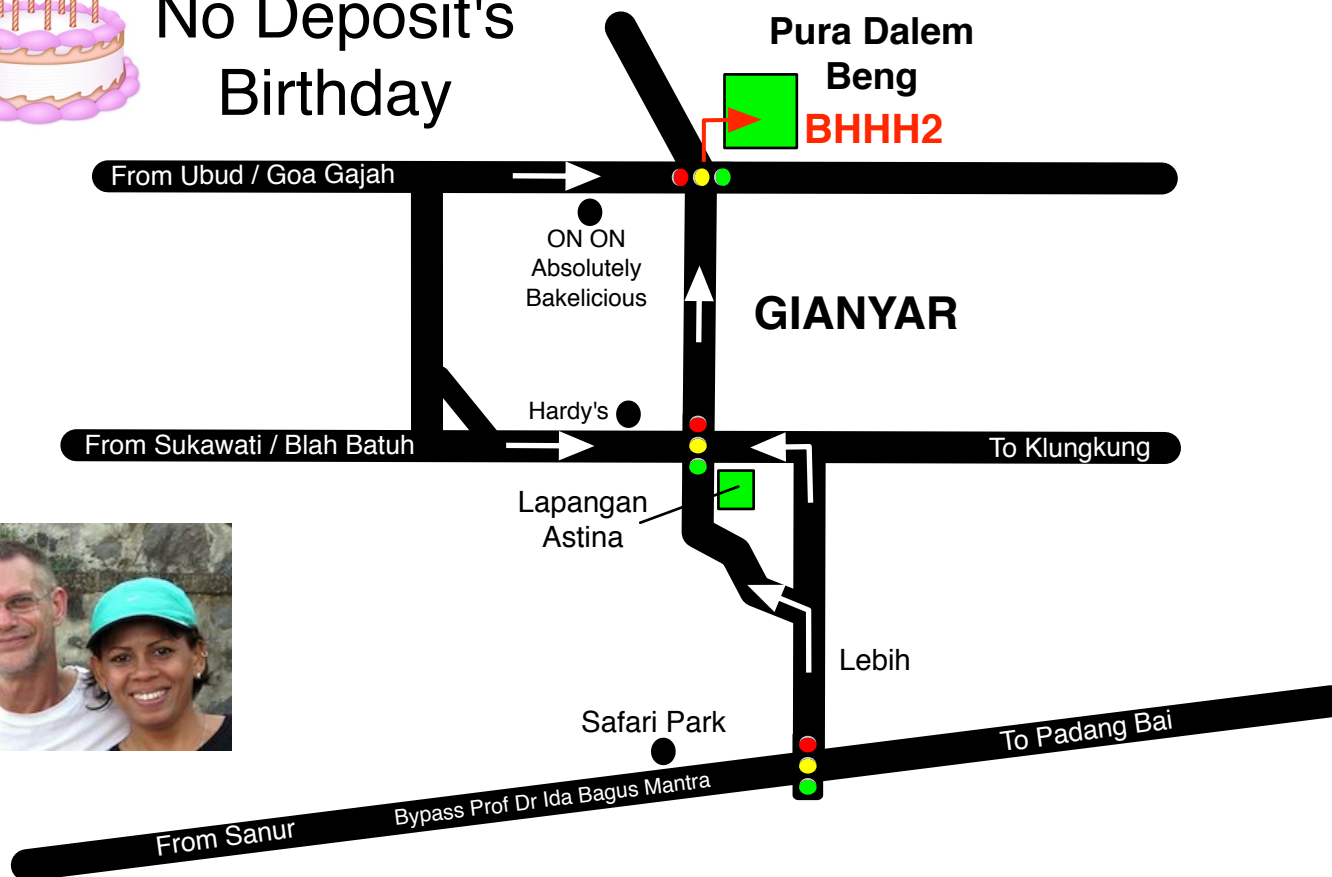 No Deposit's
Birthday
Pura Dalem
Beng
BHHH2
From Ubud / Goa Gajah
ON ON
Absolutely
Bakelicious
GIANYAR
Hardy's
From Sukawati / Blah Batuh
To Klungkung
Lapangan
Astina
Lebih
Safari Park
To Padang Bai
Bypass Prof Dr Ida Bagus Mantra
From Sanur